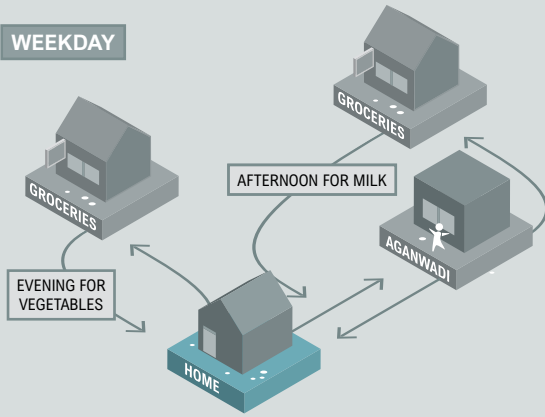 WEEKDAY
GROCERIES
GROCERIES
AFTERNOON FOR MILK
AGANWADI
EVENING FOR
VEGETABLES
HOME